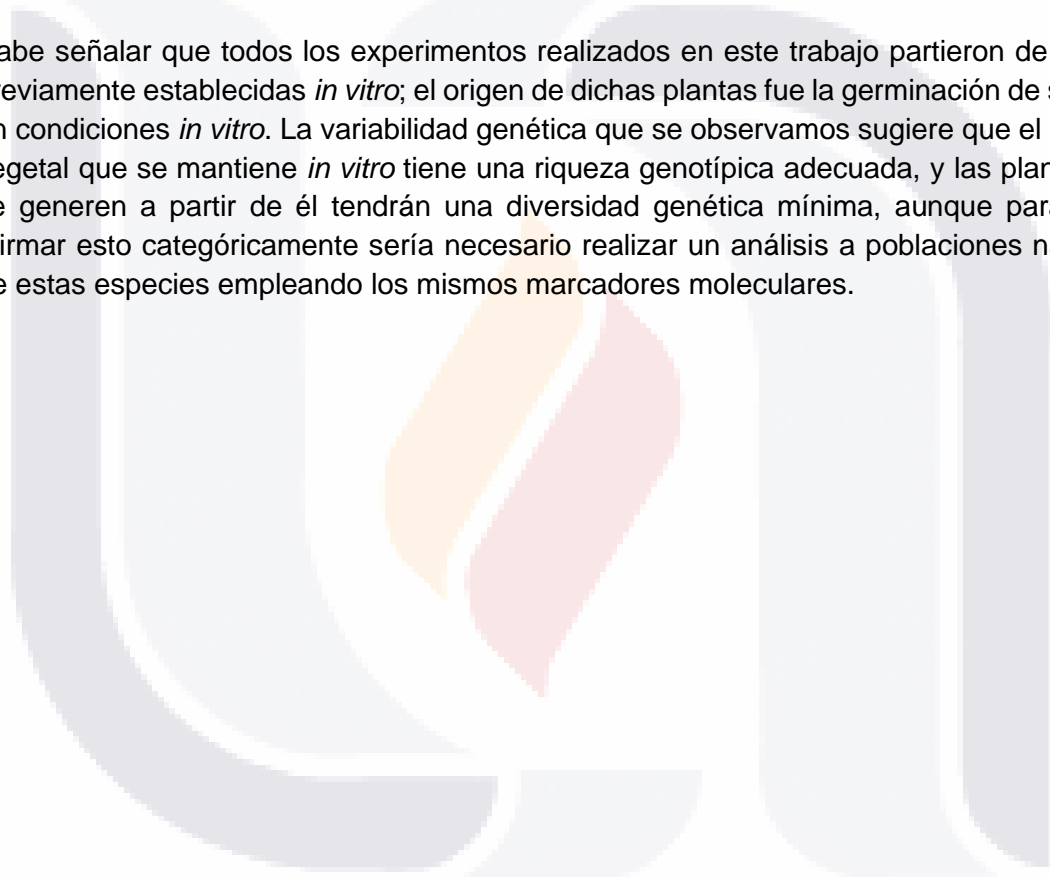 abe señalar que todos los experimentos realizados en este trabajo partieron de
reviamente establecidas in vitro; el origen de dichas plantas fue la germinación de
n condiciones in vitro. La variabilidad genética que se observamos sugiere que el
egetal que se mantiene in vitro tiene una riqueza genotípica adecuada, y las plan
e generen a partir de él tendrán una diversidad genética mínima, aunque para
irmar esto categóricamente sería necesario realizar un análisis a poblaciones n
e estas especies empleando los mismos marcadores moleculares.